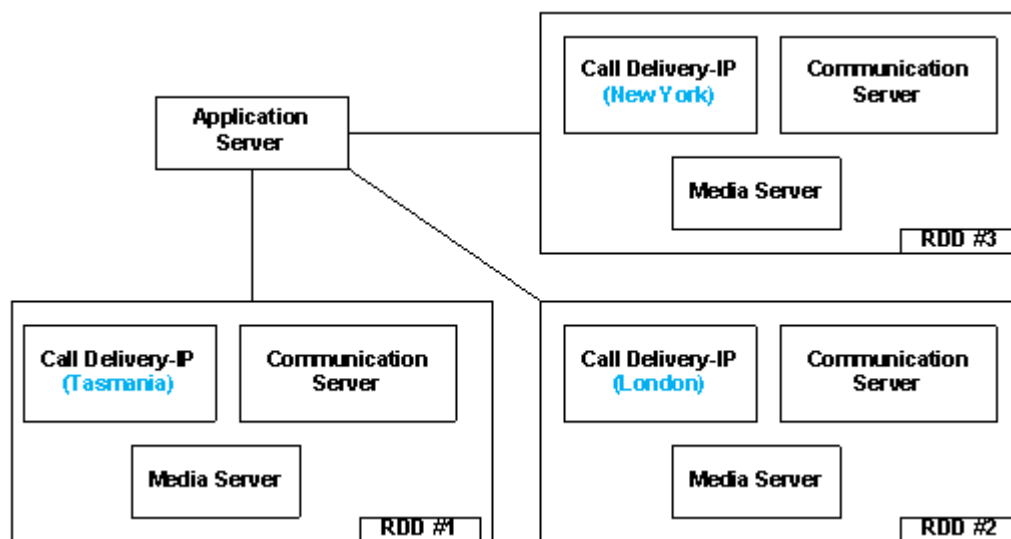 Application
Server
Call Delivery-IP
(New York)
Communication
Server
Media Server
RDD #3
Call Delivery-IP
(Tasmania)
Communication
Server
Media Server
RDD #1
Call Delivery-IP
(London)
Communication
Server
Media Server
RDD #2